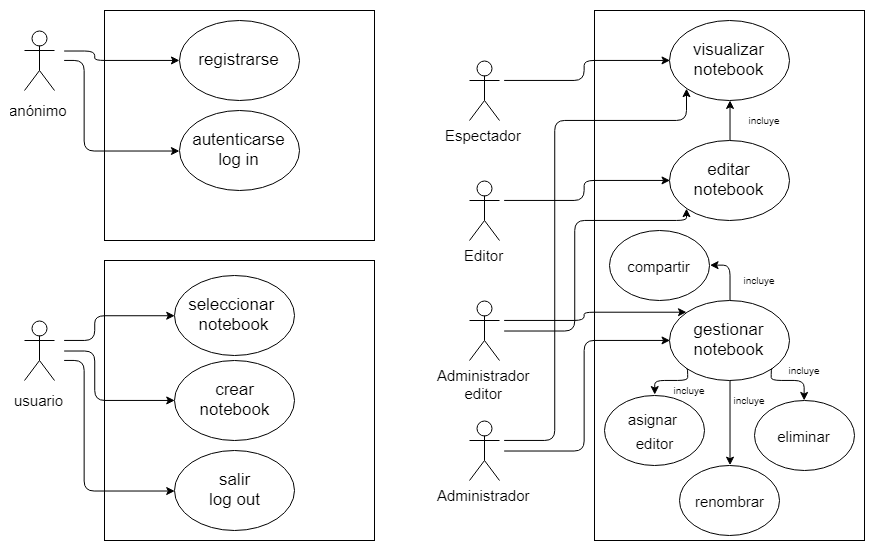 registrarse
anónimo
autenticarse
log in
usuario
seleccionar
notebook
crear
notebook
salir
log out
Espectador
visualizar
notebook
incluye
Editor
editar
notebook
compartir
incluye
Administrador
editor
gestionar
notebook
incluye
incluye
incluye
asignar
editor
eliminar
Administrador
renombrar